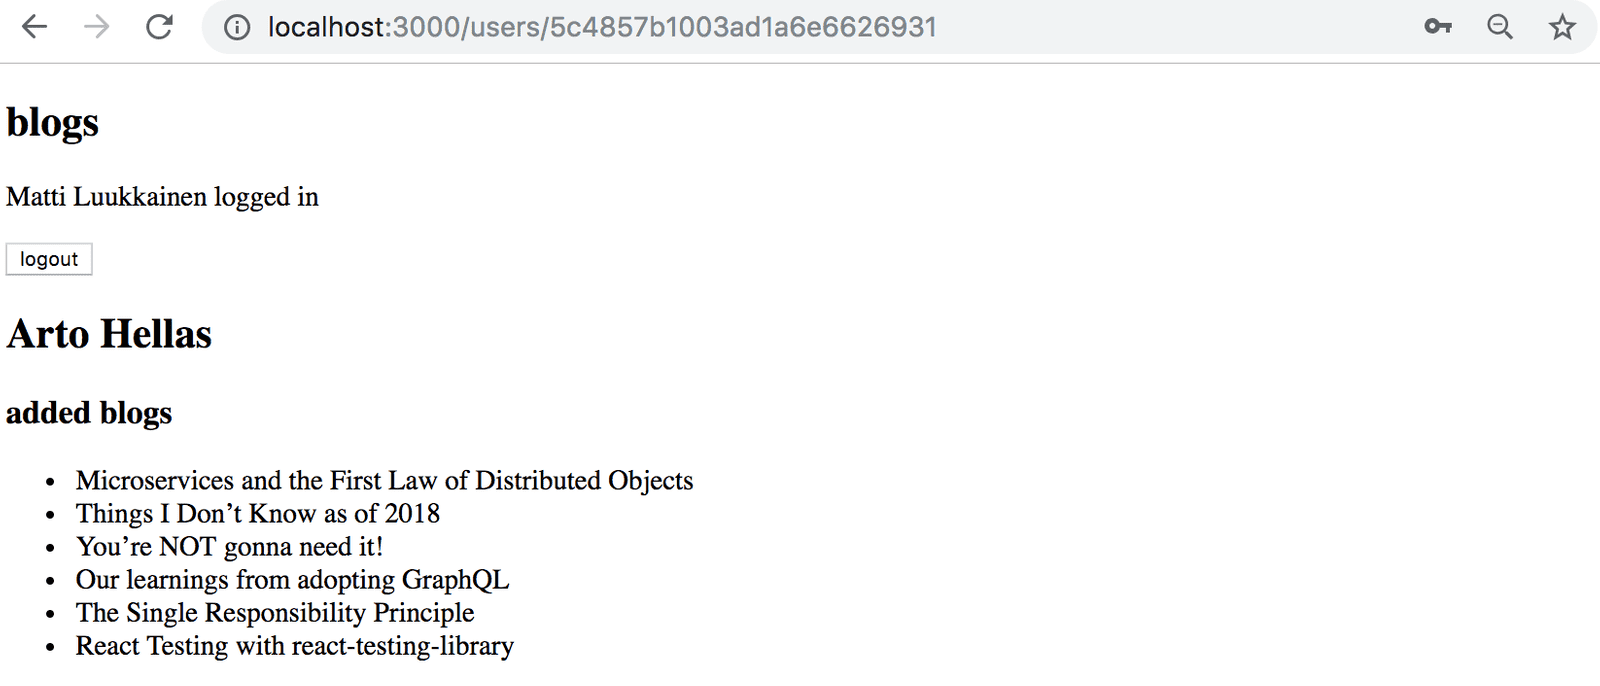 localhost:3000/users/5c4857b1003ad1a6e6626931
blogs
Matti Luukkainen logged in
logout
Arto Hellas
added blogs
• Microservices and the First Law of Distributed Objects
• Things I Don’t Know as of 2018
• You’re NOT gonna need it!
• Our learnings from adopting GraphQL
• The Single Responsibility Principle
• React Testing with react-testing-library